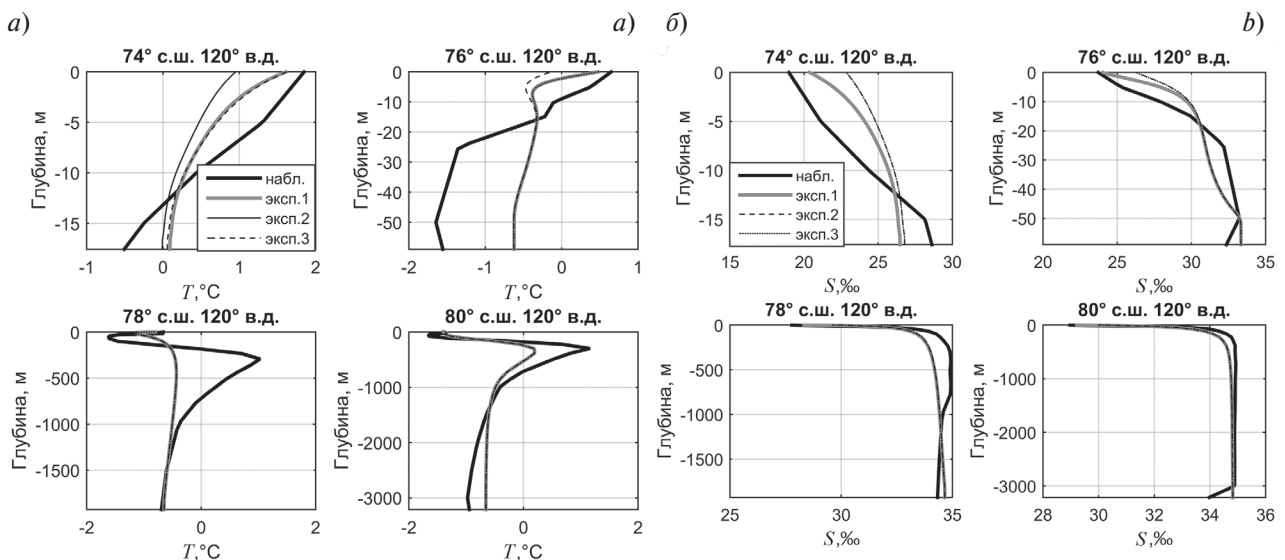 а) а) б) b)
74° с.ш. 120° в.д. 76° с.ш. 120° в.д. 74° с.ш. 120° в.д. 76° с.ш. 120° в.д.
Глубина, м
0
-5
-10
-15
-1 0 1 2
T,°C
набл.
эксп.1
эксп.2
эксп.3
Глубина, м
0
-10
-20
-30
-40
-50
-2 -1 0 1
T,°C
Глубина, м
0
-5
-10
-15
15 20 25 30
S,‰
набл.
эксп.1
эксп.2
эксп.3
Глубина, м
0
-10
-20
-30
-40
-50
20 25 30 35
S,‰
78° с.ш. 120° в.д. 80° с.ш. 120° в.д. 78° с.ш. 120° в.д. 80° с.ш. 120° в.д.
Глубина, м
0
-500
-1000
-1500
-2 0 2
T,°C
Глубина, м
0
-1000
-2000
-3000
-2 0 2
T,°C
Глубина, м
0
-500
-1000
-1500
25 30 35
S,‰
Глубина, м
0
-1000
-2000
-3000
28 30 32 34 36
S,‰